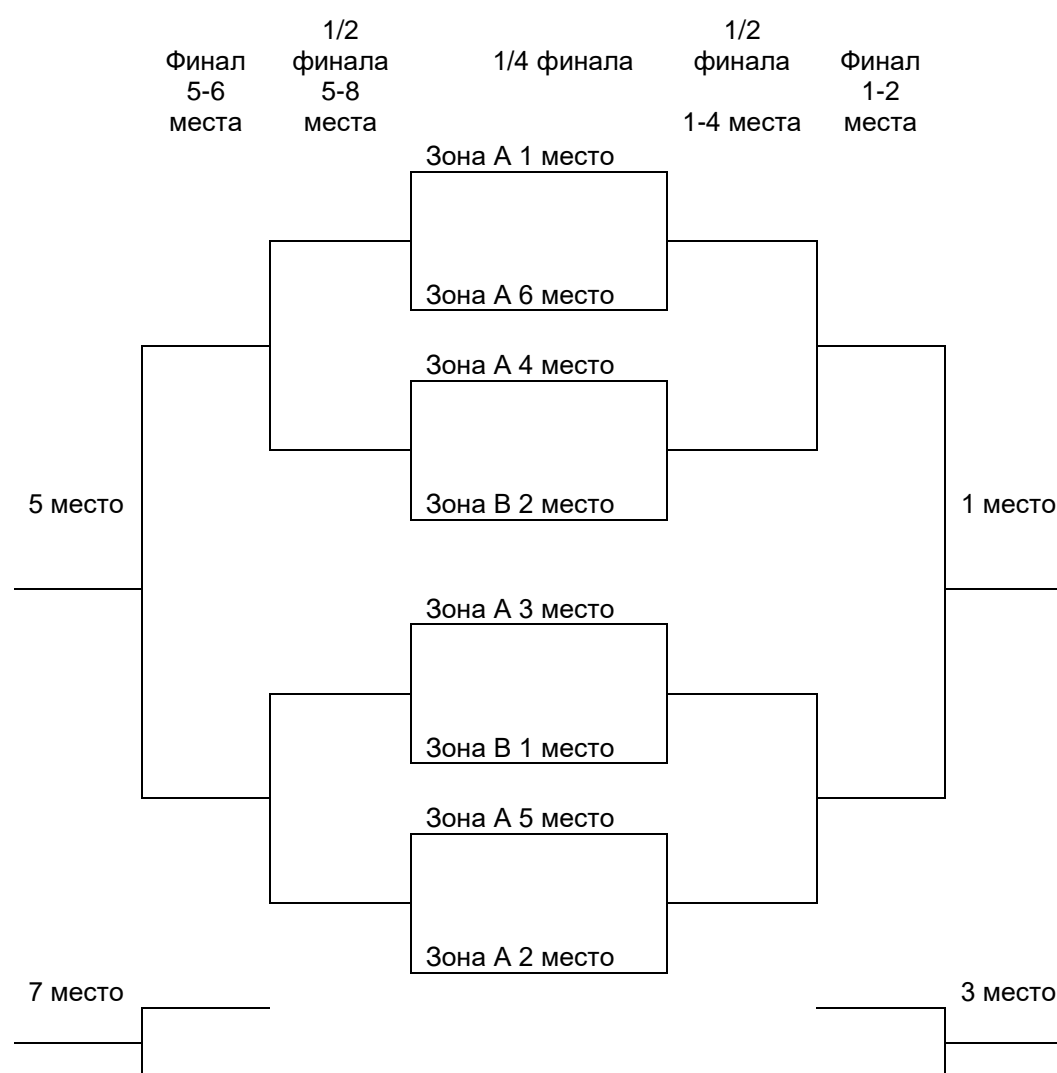 Финал
5-6
места
1/2
финала
5-8
места
1/4 финала
1/2
финала
1-4 места
Финал
1-2
места
Зона А 1 место
Зона А 6 место
Зона А 4 место
5 место
Зона В 2 место
1 место
Зона А 3 место
Зона В 1 место
Зона А 5 место
Зона А 2 место
7 место
3 место